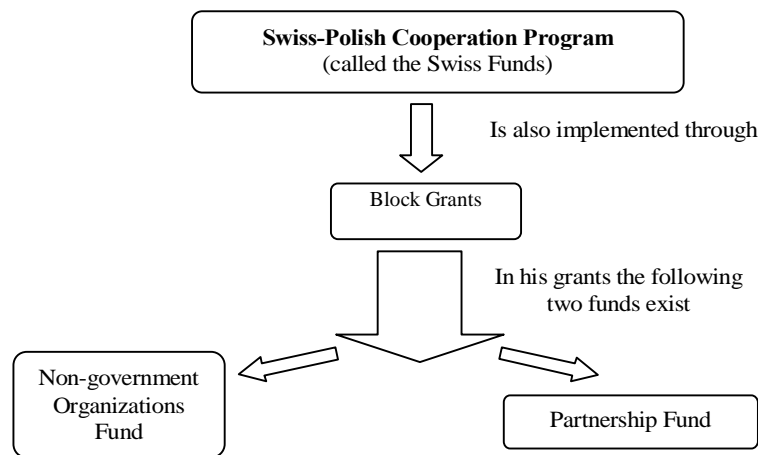 Swiss-Polish Cooperation Program
(called the Swiss Funds)
Is also implemented through
Block Grants
In his grants the following
two funds exist
Non-government
Organizations
Fund
Partnership Fund